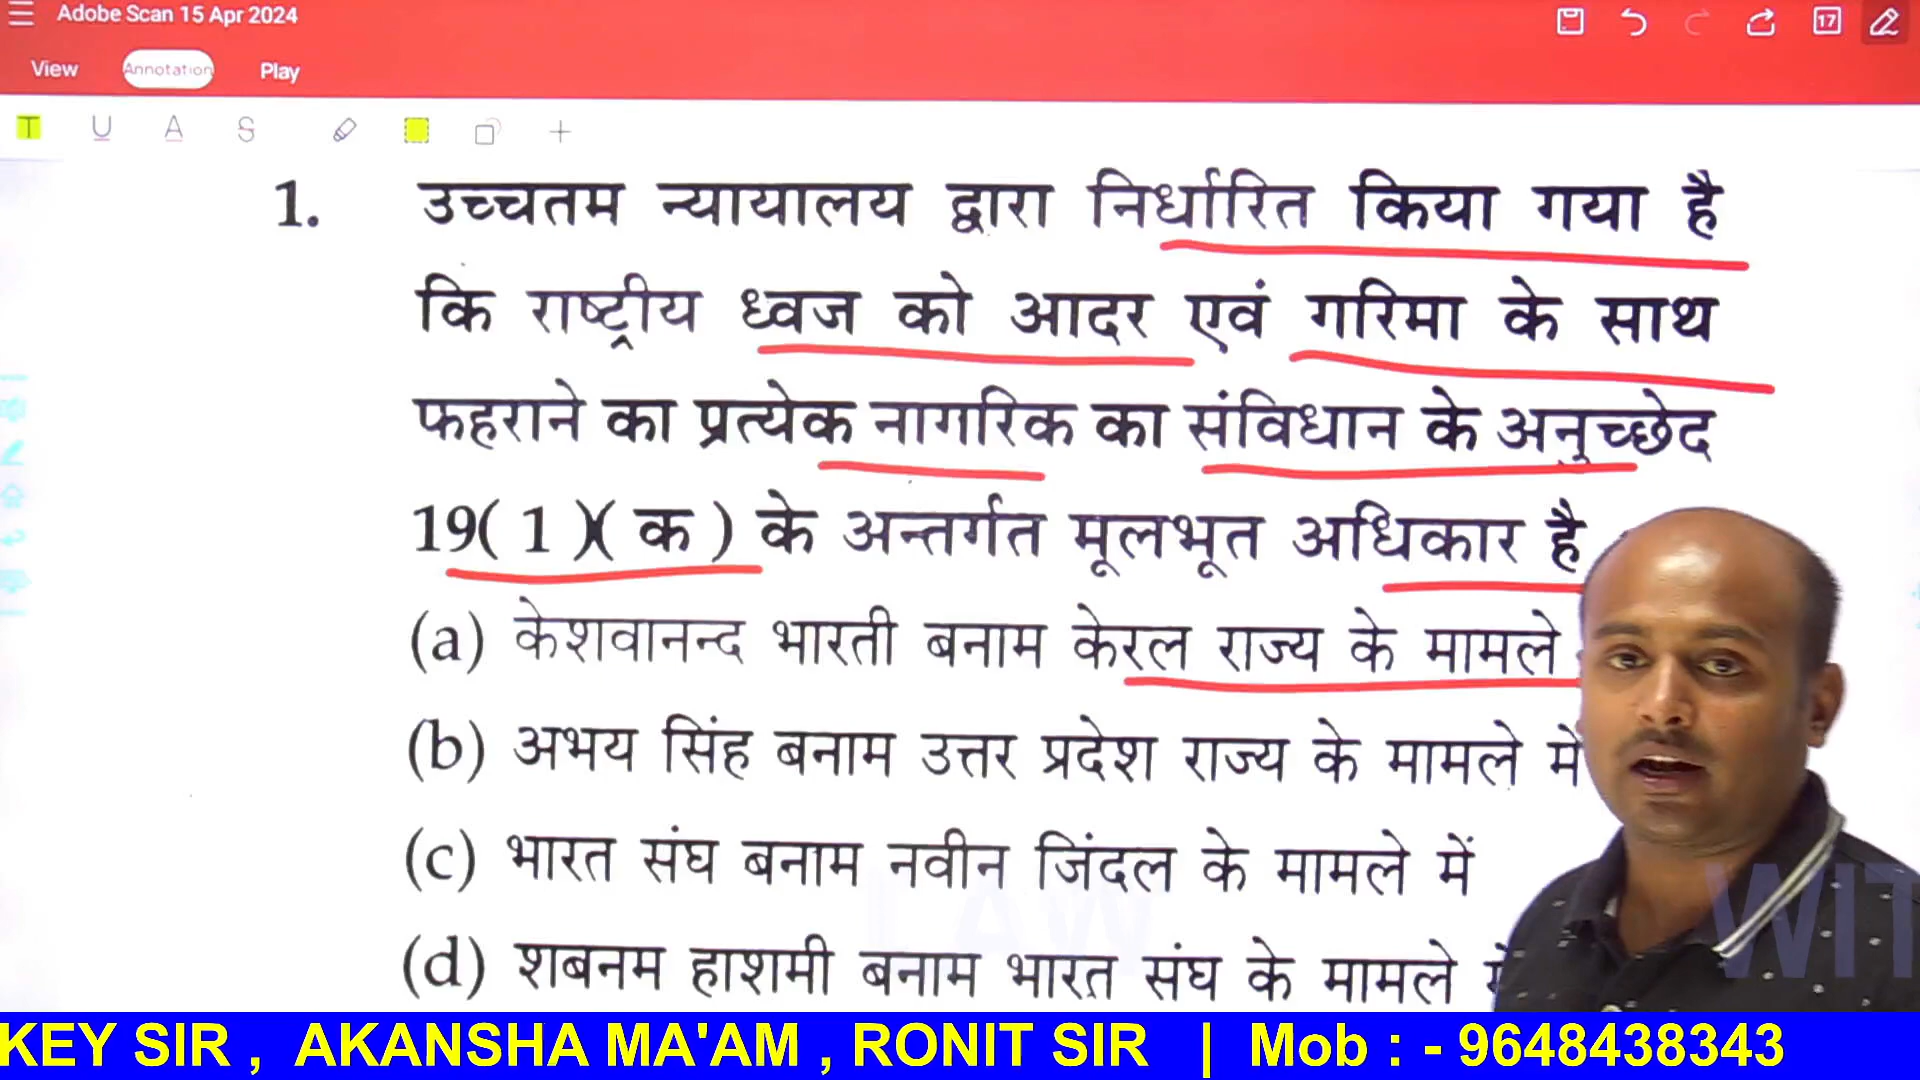 Adobe Scan 15 Apr 2024
17
View Annotation Play
T U A S
1. उच्चतम न्यायालय द्वारा निर्धारित किया गया है
कि राष्ट्रीय ध्वज को आदर एवं गरिमा के साथ
फहराने का प्रत्येक नागरिक का संविधान के अनुच्छेद
19( 1 )( क ) के अन्तर्गत मूलभूत अधिकार है
(a) केशवानन्द भारती बनाम केरल राज्य के मामले
(b) अभय सिंह बनाम उत्तर प्रदेश राज्य के मामले में
(c) भारत संघ बनाम नवीन जिंदल के मामले में
(d) शबनम हाशमी बनाम भारत संघ के मामले
LAW WIT
KEY SIR , AKANSHA MA'AM , RONIT SIR | Mob : - 9648438343